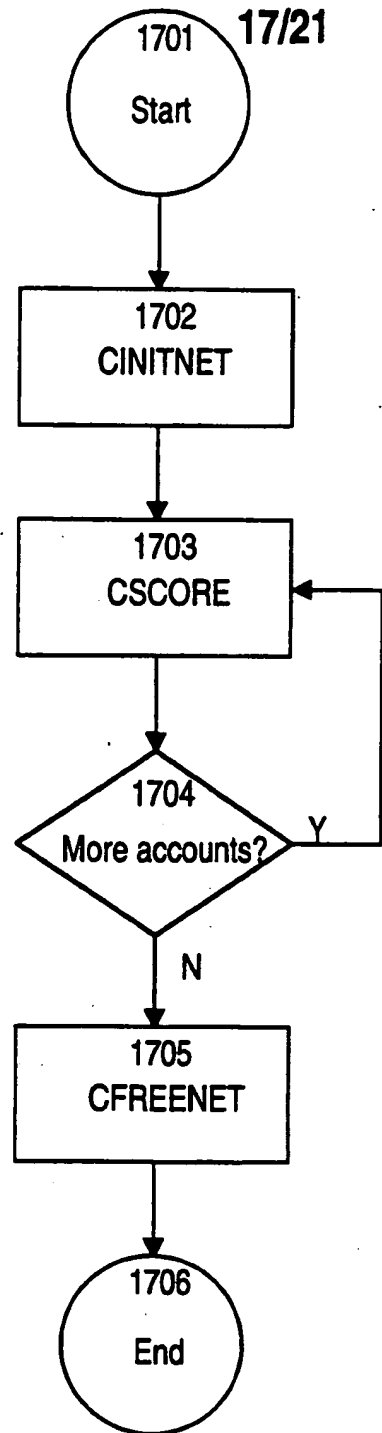 17/21
1701
Start
1702
CINITNET
1703
CSCORE
1704
More accounts?
Y
N
1705
CFREENET
1706
End